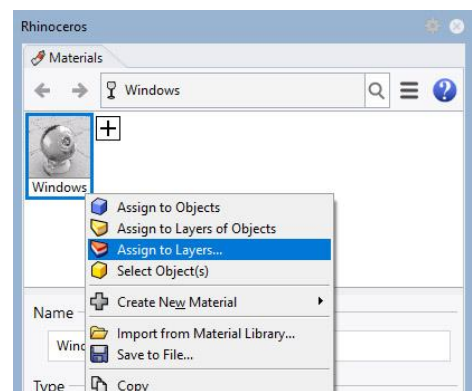 Rhinoceros
Materials
Windows
Windows
Assign to Objects
Assign to Layers of Objects
Assign to Layers...
Select Object(s)
Create New Material
Name
Import from Material Library...
Wind
Save to File...
Type
Copy